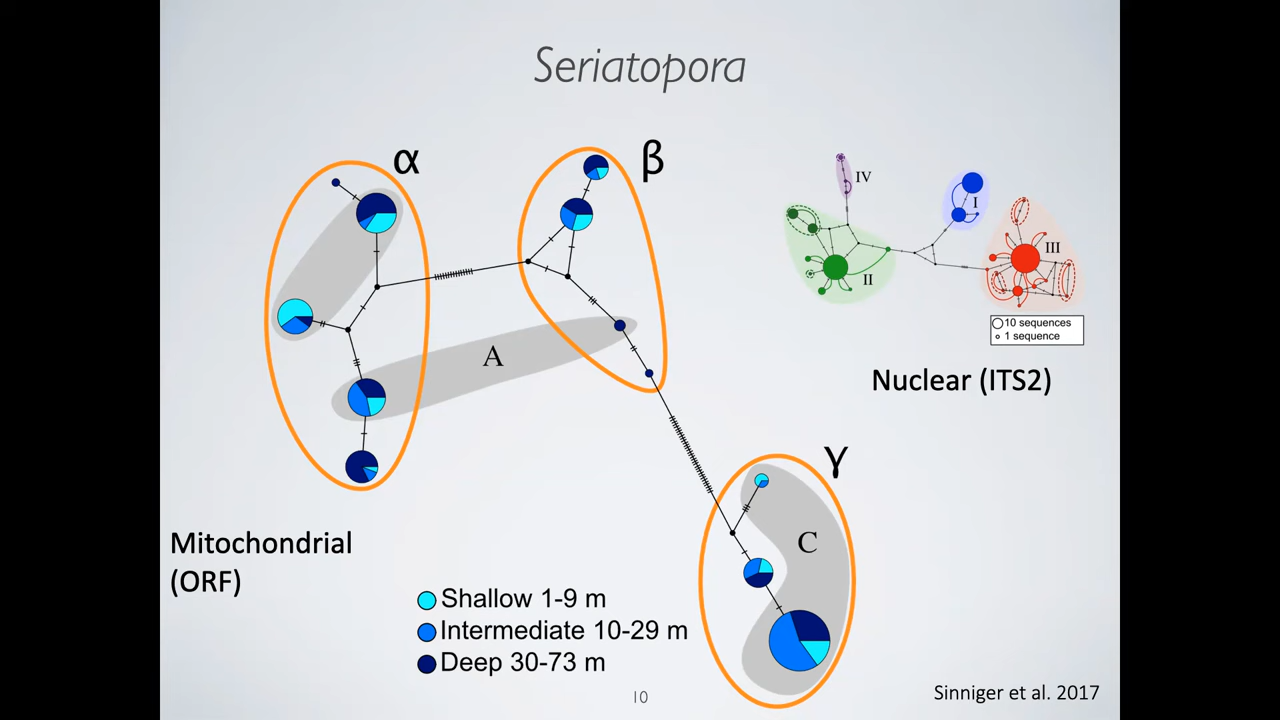 Seriatopora
α
β
IV
I
III
II
A
10 sequences
1 sequence
Nuclear (ITS2)
γ
C
Mitochondrial
(ORF)
Shallow 1-9 m
Intermediate 10-29 m
Deep 30-73 m
10
Sinniger et al. 2017